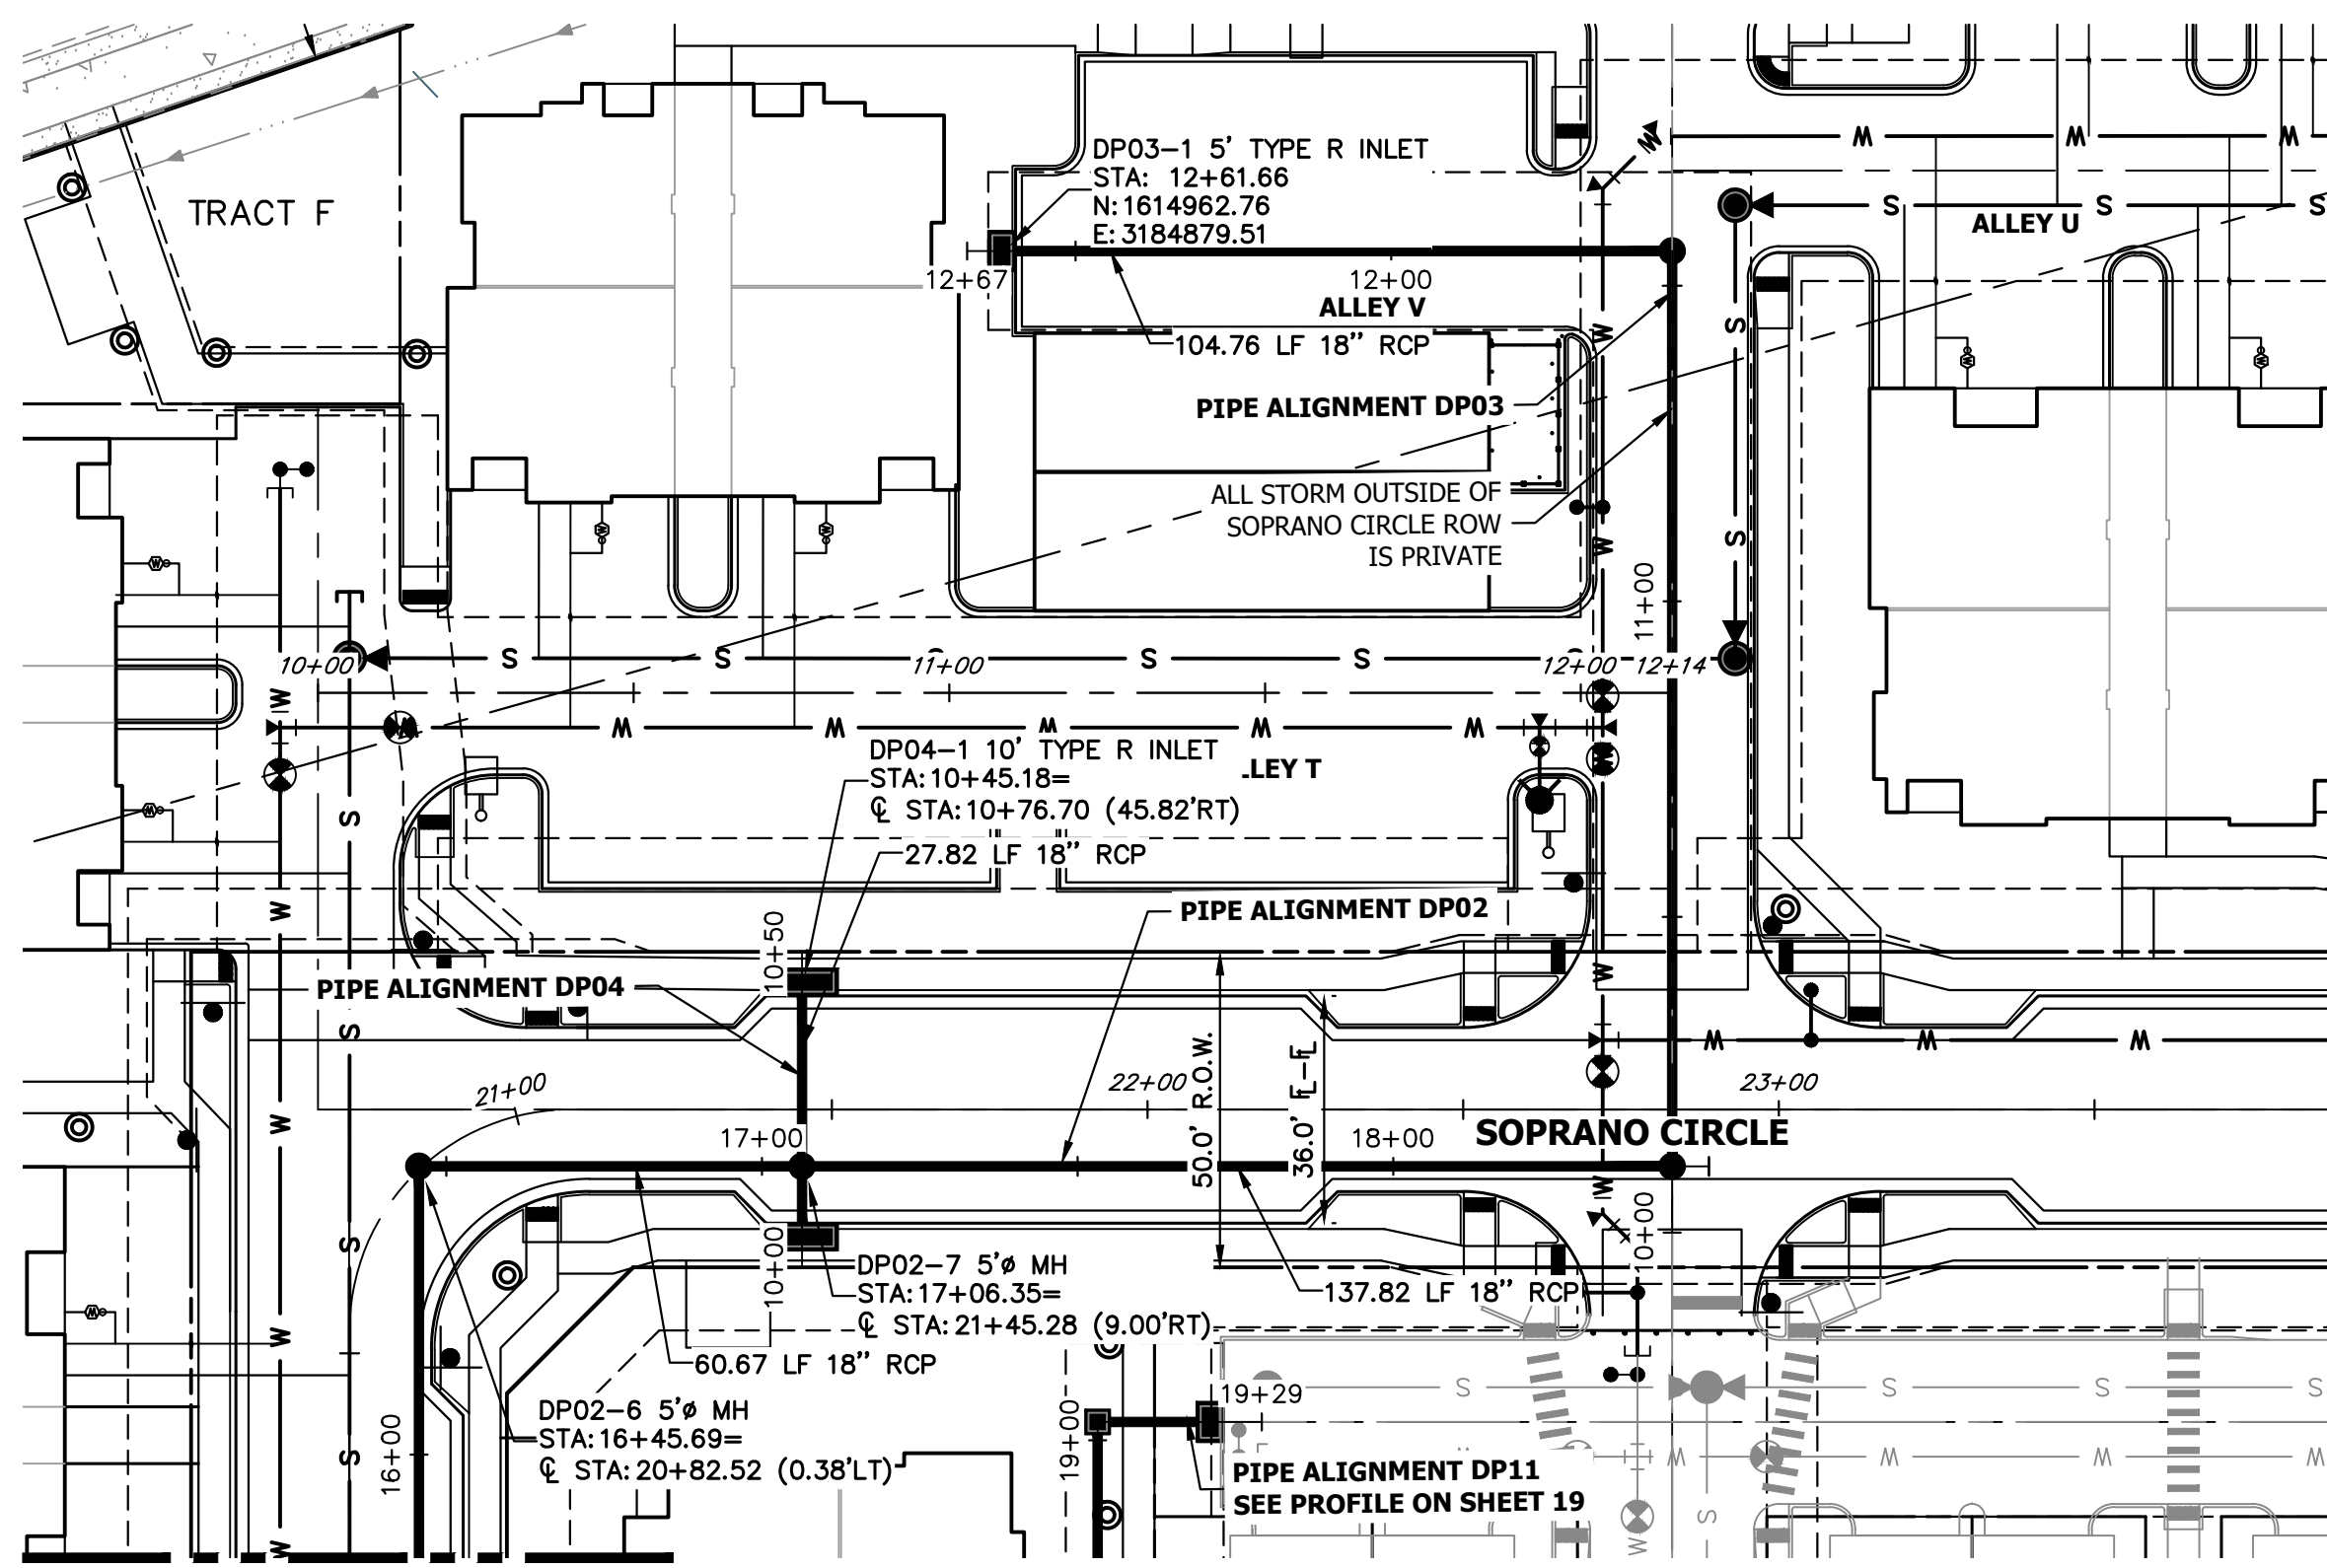 TRACT F
DP03-1 5' TYPE R INLET
STA: 12+61.66
N:1614962.76
E:3184879.51
ALLEY U
12+67
12+00
ALLEY V
104.76 LF 18" RCP
PIPE ALIGNMENT DP03
ALL STORM OUTSIDE OF
SOPRANO CIRCLE ROW
IS PRIVATE
11+00
10+00
11+00
12+00
12+14
DP04-1 10' TYPE R INLET
STA:10+45.18=
℄ STA:10+76.70 (45.82'RT)
.LEY T
27.82 LF 18" RCP
PIPE ALIGNMENT DP02
10+50
PIPE ALIGNMENT DP04
21+00
22+00
50.0' R.O.W.
36.0' FL-FL
23+00
17+00
18+00
SOPRANO CIRCLE
10+00
10+00
DP02-7 5'ø MH
STA:17+06.35=
℄ STA:21+45.28 (9.00'RT)
137.82 LF 18" RCP
60.67 LF 18" RCP
DP02-6 5'ø MH
STA:16+45.69=
℄ STA:20+82.52 (0.38'LT)
16+00
19+00
19+29
PIPE ALIGNMENT DP11
SEE PROFILE ON SHEET 19
S S S
W W W
S
S
W
W
S S S S S
W W W W W W
W
W
W
W
S
S
S
S
W
W
W
W
W W W
S S S S
W W W
S
W